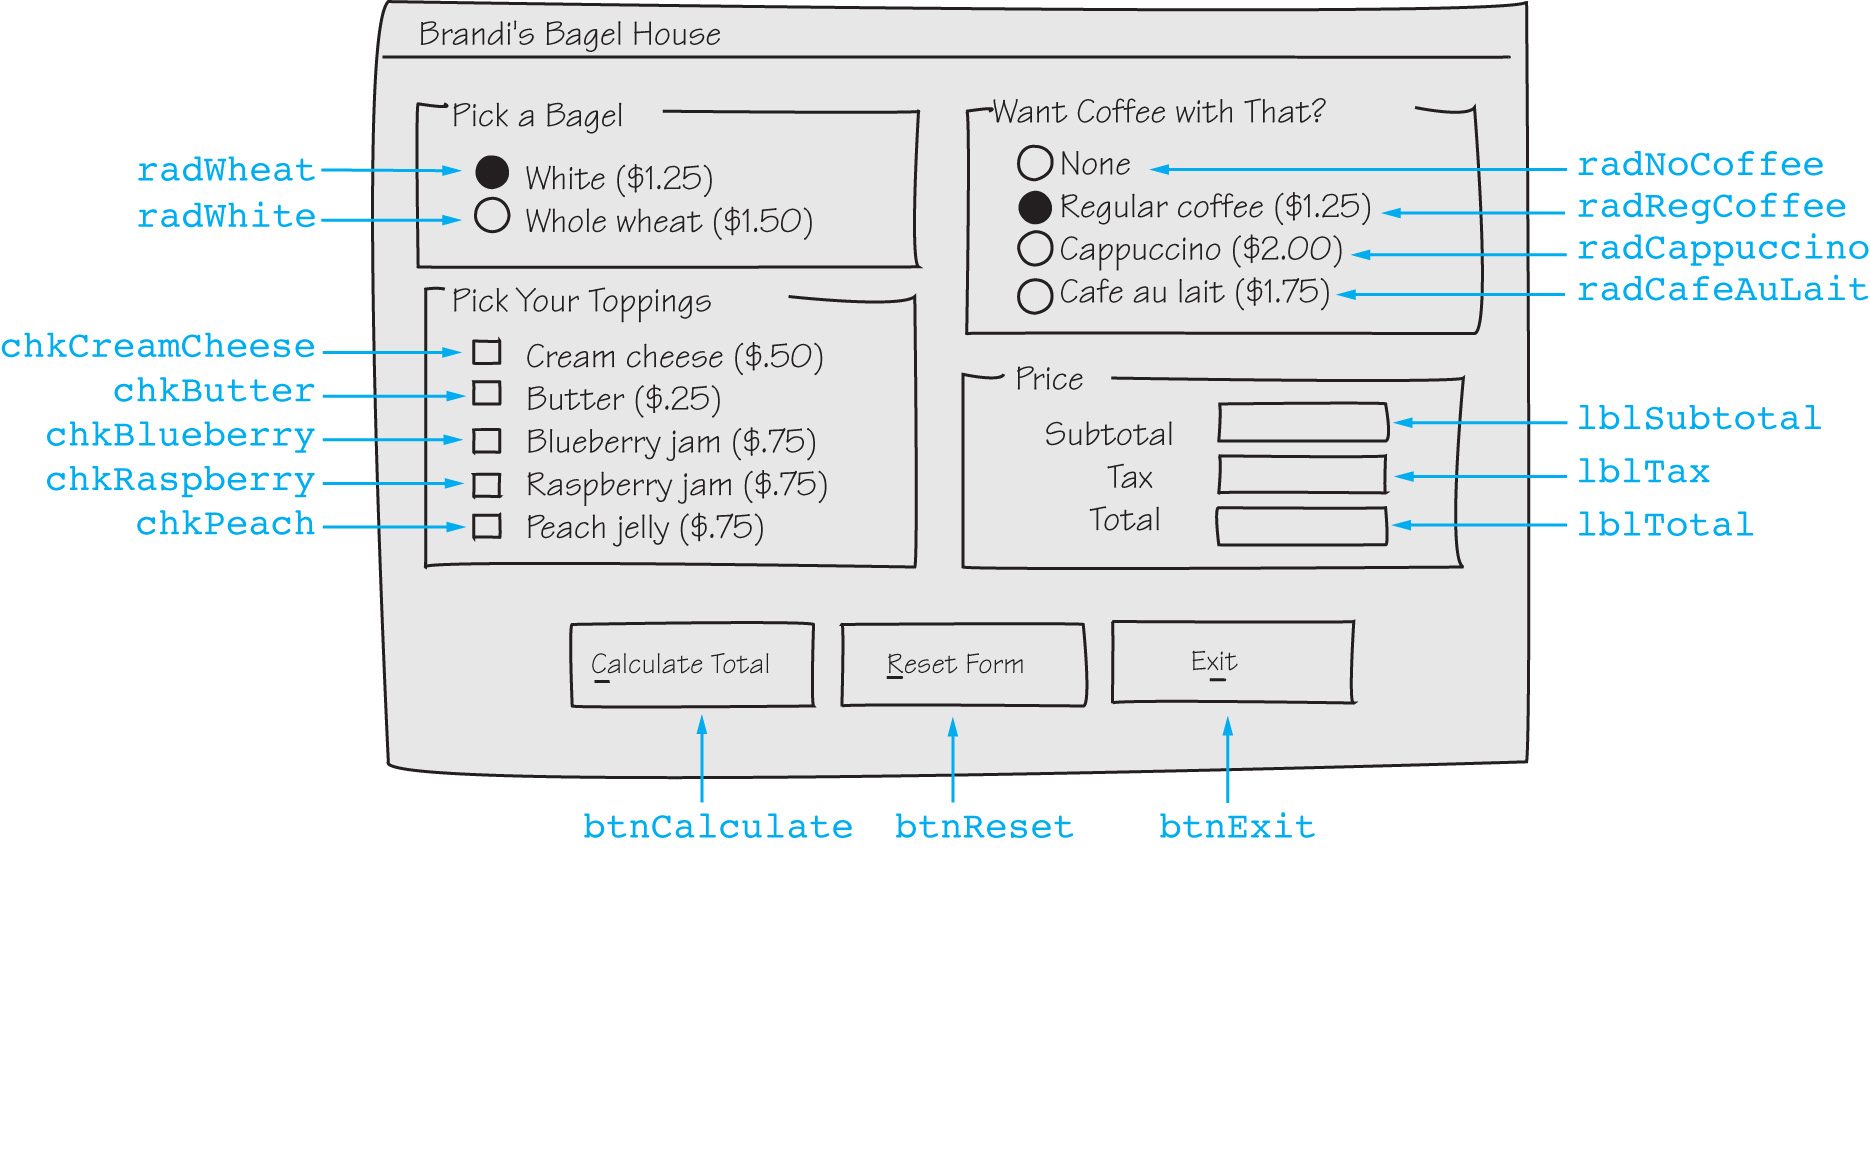 Brandi's Bagel House
Pick a Bagel
radWheat
White ($1.25)
radWhite
Whole wheat ($1.50)
Pick Your Toppings
chkCreamCheese
Cream cheese ($.50)
chkButter
Butter ($.25)
chkBlueberry
Blueberry jam ($.75)
chkRaspberry
Raspberry jam ($.75)
chkPeach
Peach jelly ($.75)
Want Coffee with That?
None
radNoCoffee
Regular coffee ($1.25)
radRegCoffee
Cappuccino ($2.00)
radCappuccino
Cafe au lait ($1.75)
radCafeAuLait
Price
Subtotal
lblSubtotal
Tax
lblTax
Total
lblTotal
Calculate Total
Reset Form
Exit
btnCalculate
btnReset
btnExit